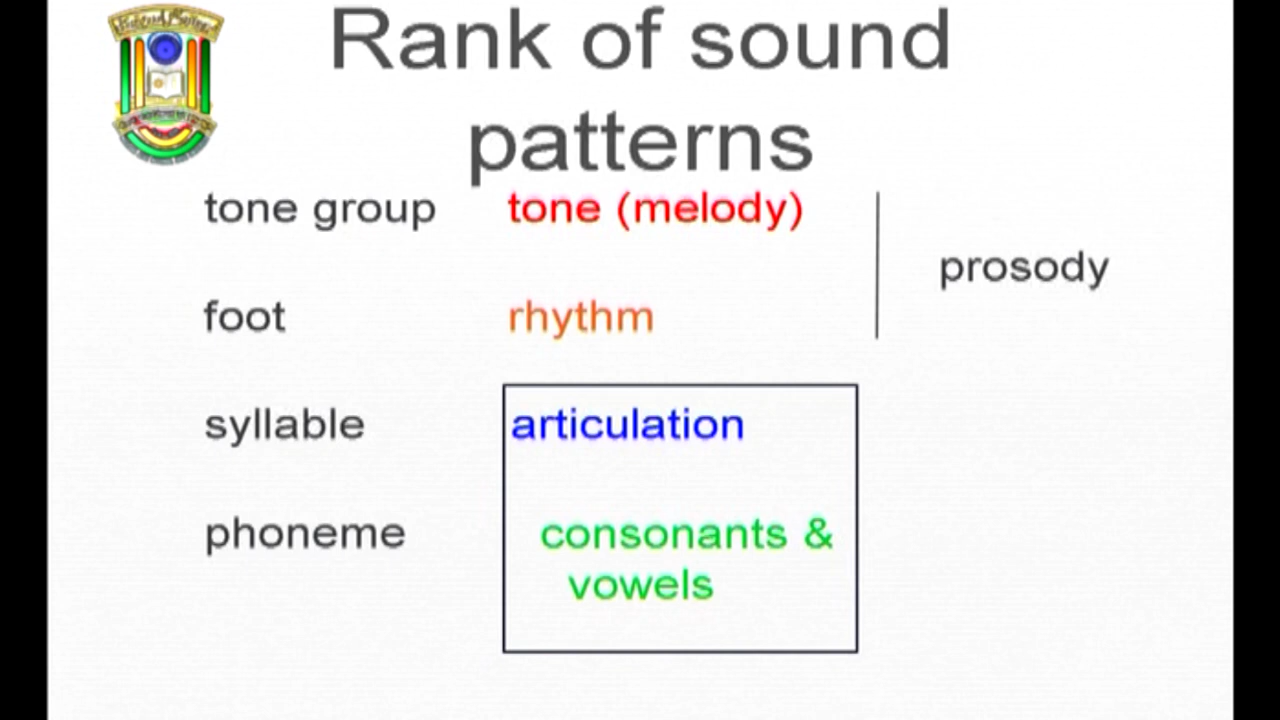 Rank of sound
patterns
tone group tone (melody)
prosody
foot rhythm
syllable articulation
phoneme consonants &
vowels